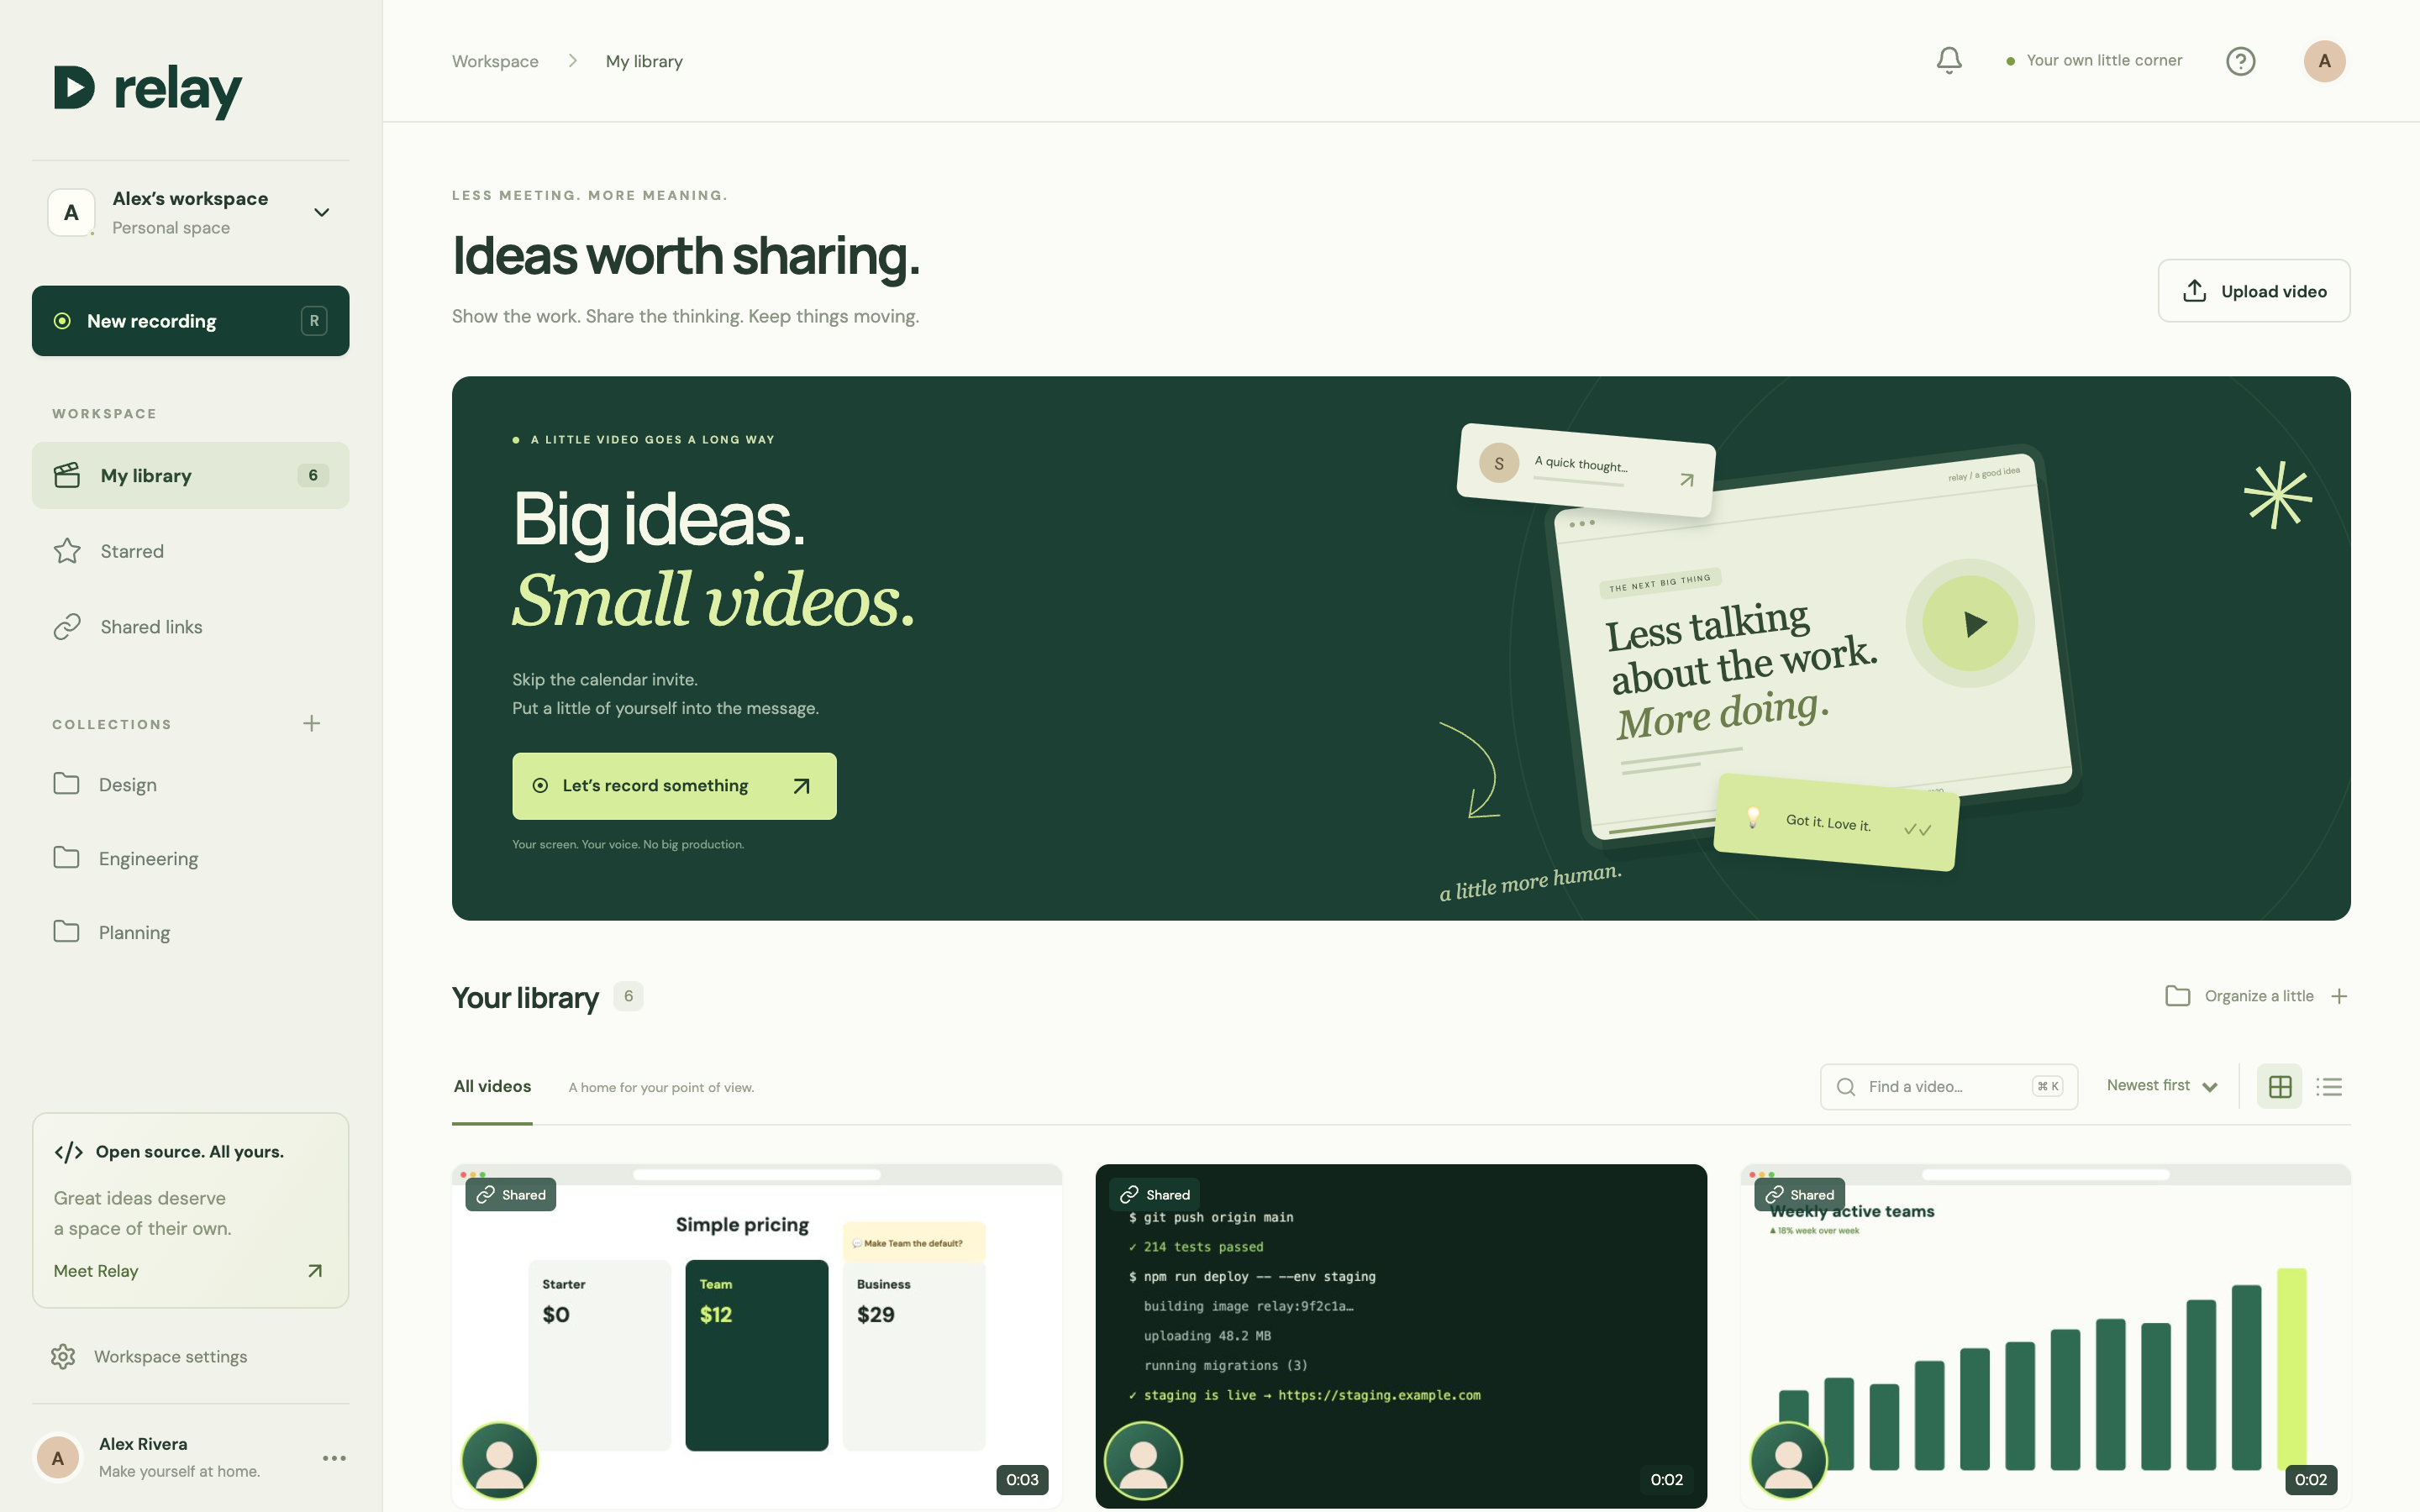 relay
A
Alex's workspace
Personal space
New recording
R
WORKSPACE
My library
6
Starred
Shared links
COLLECTIONS
Design
Engineering
Planning
Open source. All yours.
Great ideas deserve
a space of their own.
Meet Relay
Workspace settings
A
Alex Rivera
Make yourself at home.
Workspace
My library
Your own little corner
A
LESS MEETING. MORE MEANING.
Ideas worth sharing.
Show the work. Share the thinking. Keep things moving.
Upload video
A LITTLE VIDEO GOES A LONG WAY
Big ideas.
Small videos.
Skip the calendar invite.
Put a little of yourself into the message.
Let's record something
Your screen. Your voice. No big production.
S
A quick thought…
relay / a good idea
THE NEXT BIG THING
Less talking
about the work.
More doing.
Got it. Love it.
a little more human.
Your library
6
Organize a little
All videos
A home for your point of view.
Find a video…
⌘ K
Newest first
Shared
Simple pricing
Make Team the default?
Starter
$0
Team
$12
Business
$29
0:03
Shared
$ git push origin main
✓ 214 tests passed
$ npm run deploy –– ––env staging
building image relay:9f2c1a…
uploading 48.2 MB
running migrations (3)
✓ staging is live → https://staging.example.com
0:02
Shared
Weekly active teams
▲ 18% week over week
0:02